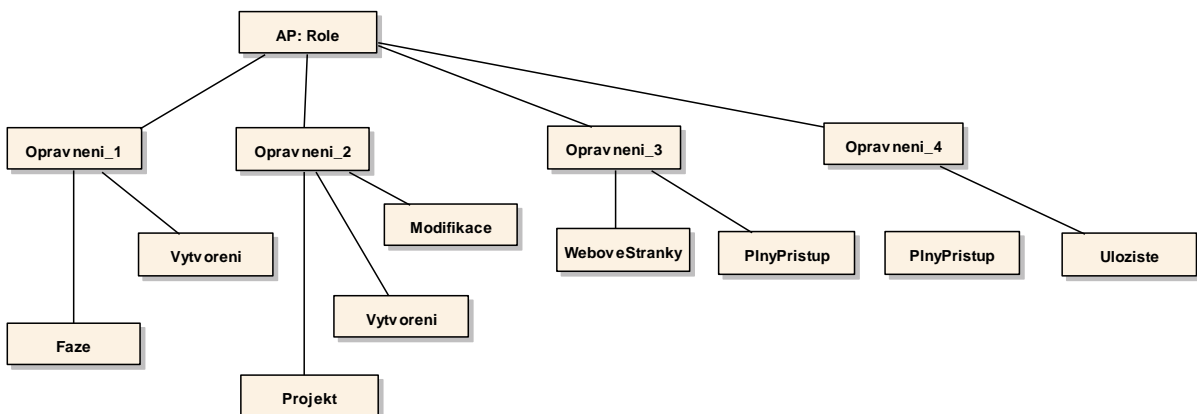 AP: Role
Opravneni_1
Opravneni_2
Opravneni_3
Opravneni_4
Modifikace
Vytvoreni
WeboveStranky
PlnyPristup
PlnyPristup
Uloziste
Vytvoreni
Faze
Projekt